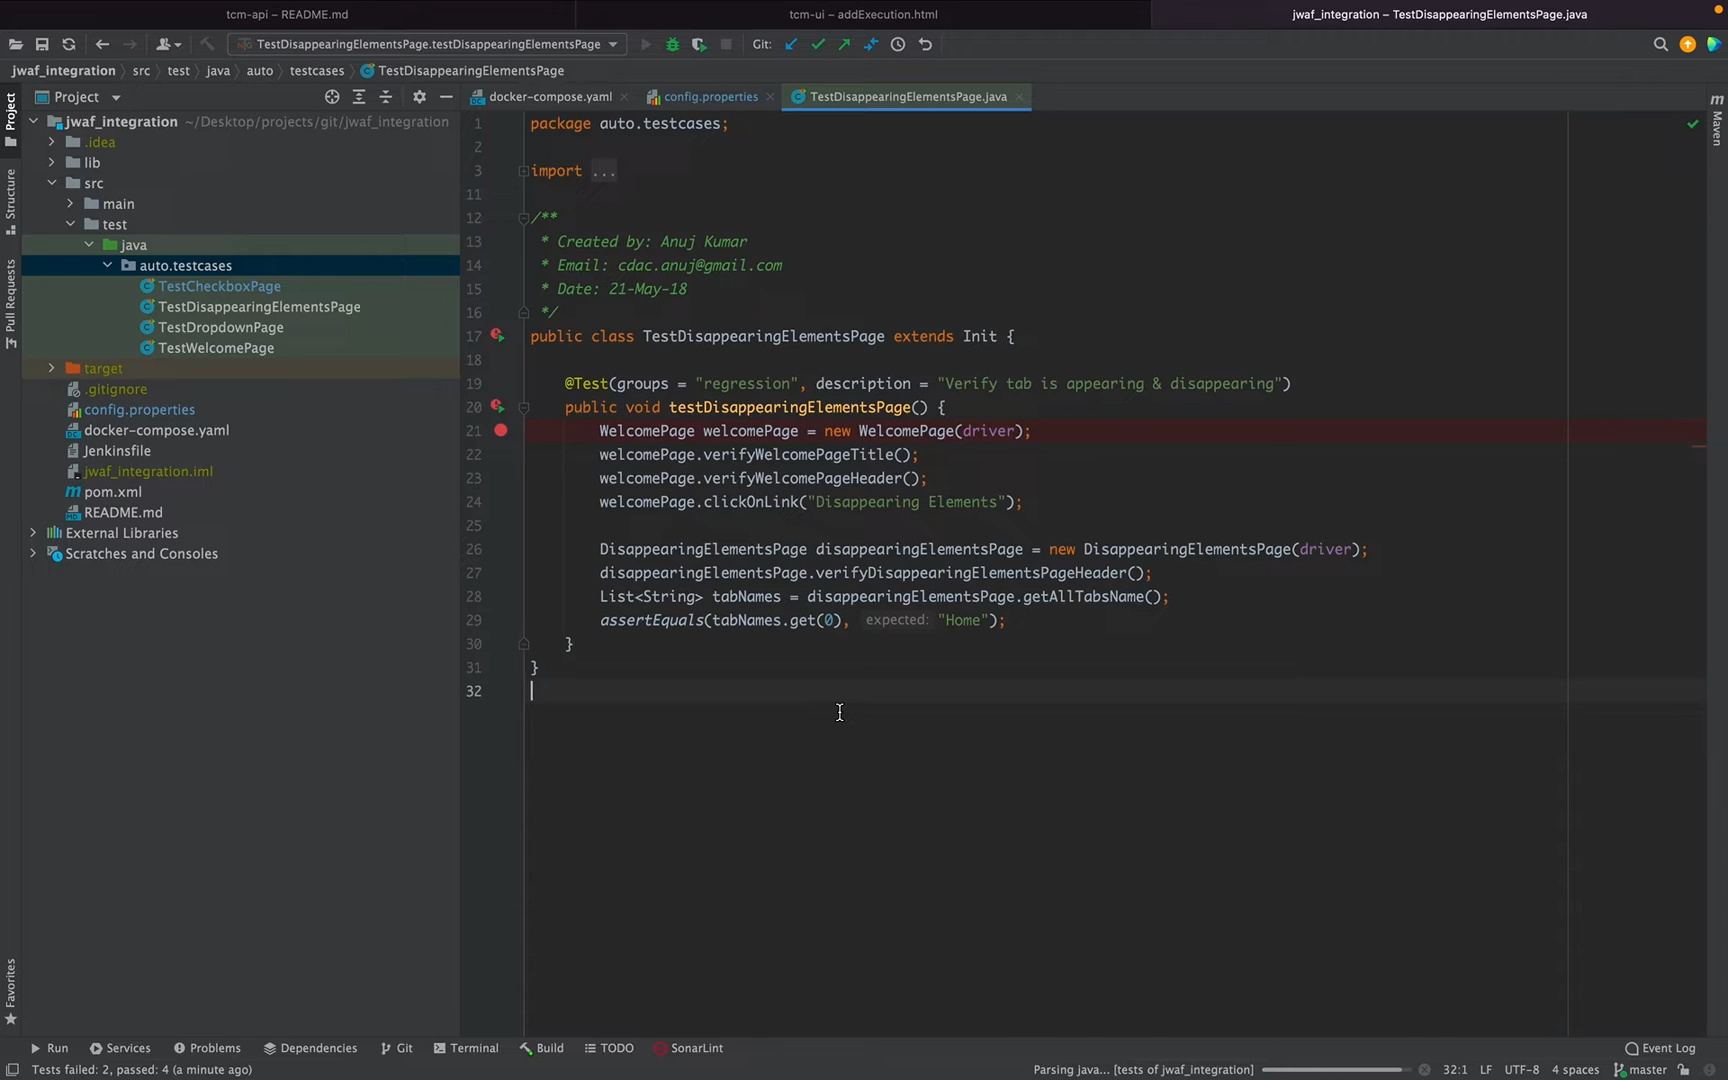 tcm-api – README.md
tcm-ui – addExecution.html
jwaf_integration – TestDisappearingElementsPage.java
TestDisappearingElementsPage.testDisappearingElementsPage
Git:
jwaf_integration › src › test › java › auto › testcases › TestDisappearingElementsPage
Project
docker-compose.yaml
config.properties
TestDisappearingElementsPage.java
Project
Structure
Pull Requests
Favorites
m
Maven
jwaf_integration ~/Desktop/projects/git/jwaf_integration
.idea
lib
src
main
test
java
auto.testcases
TestCheckboxPage
TestDisappearingElementsPage
TestDropdownPage
TestWelcomePage
target
.gitignore
config.properties
docker-compose.yaml
Jenkinsfile
jwaf_integration.iml
pom.xml
README.md
External Libraries
Scratches and Consoles
1 package auto.testcases;
2
3 import ...
11
12 /**
13 * Created by: Anuj Kumar
14 * Email: cdac.anuj@gmail.com
15 * Date: 21-May-18
16 */
17 public class TestDisappearingElementsPage extends Init {
18
19 @Test(groups = "regression", description = "Verify tab is appearing & disappearing")
20 public void testDisappearingElementsPage() {
21 WelcomePage welcomePage = new WelcomePage(driver);
22 welcomePage.verifyWelcomePageTitle();
23 welcomePage.verifyWelcomePageHeader();
24 welcomePage.clickOnLink("Disappearing Elements");
25
26 DisappearingElementsPage disappearingElementsPage = new DisappearingElementsPage(driver);
27 disappearingElementsPage.verifyDisappearingElementsPageHeader();
28 List<String> tabNames = disappearingElementsPage.getAllTabsName();
29 assertEquals(tabNames.get(0), expected: "Home");
30 }
31 }
32
Run Services Problems Dependencies Git Terminal Build TODO SonarLint Event Log
Tests failed: 2, passed: 4 (a minute ago) Parsing java... [tests of jwaf_integration] 32:1 LF UTF-8 4 spaces master